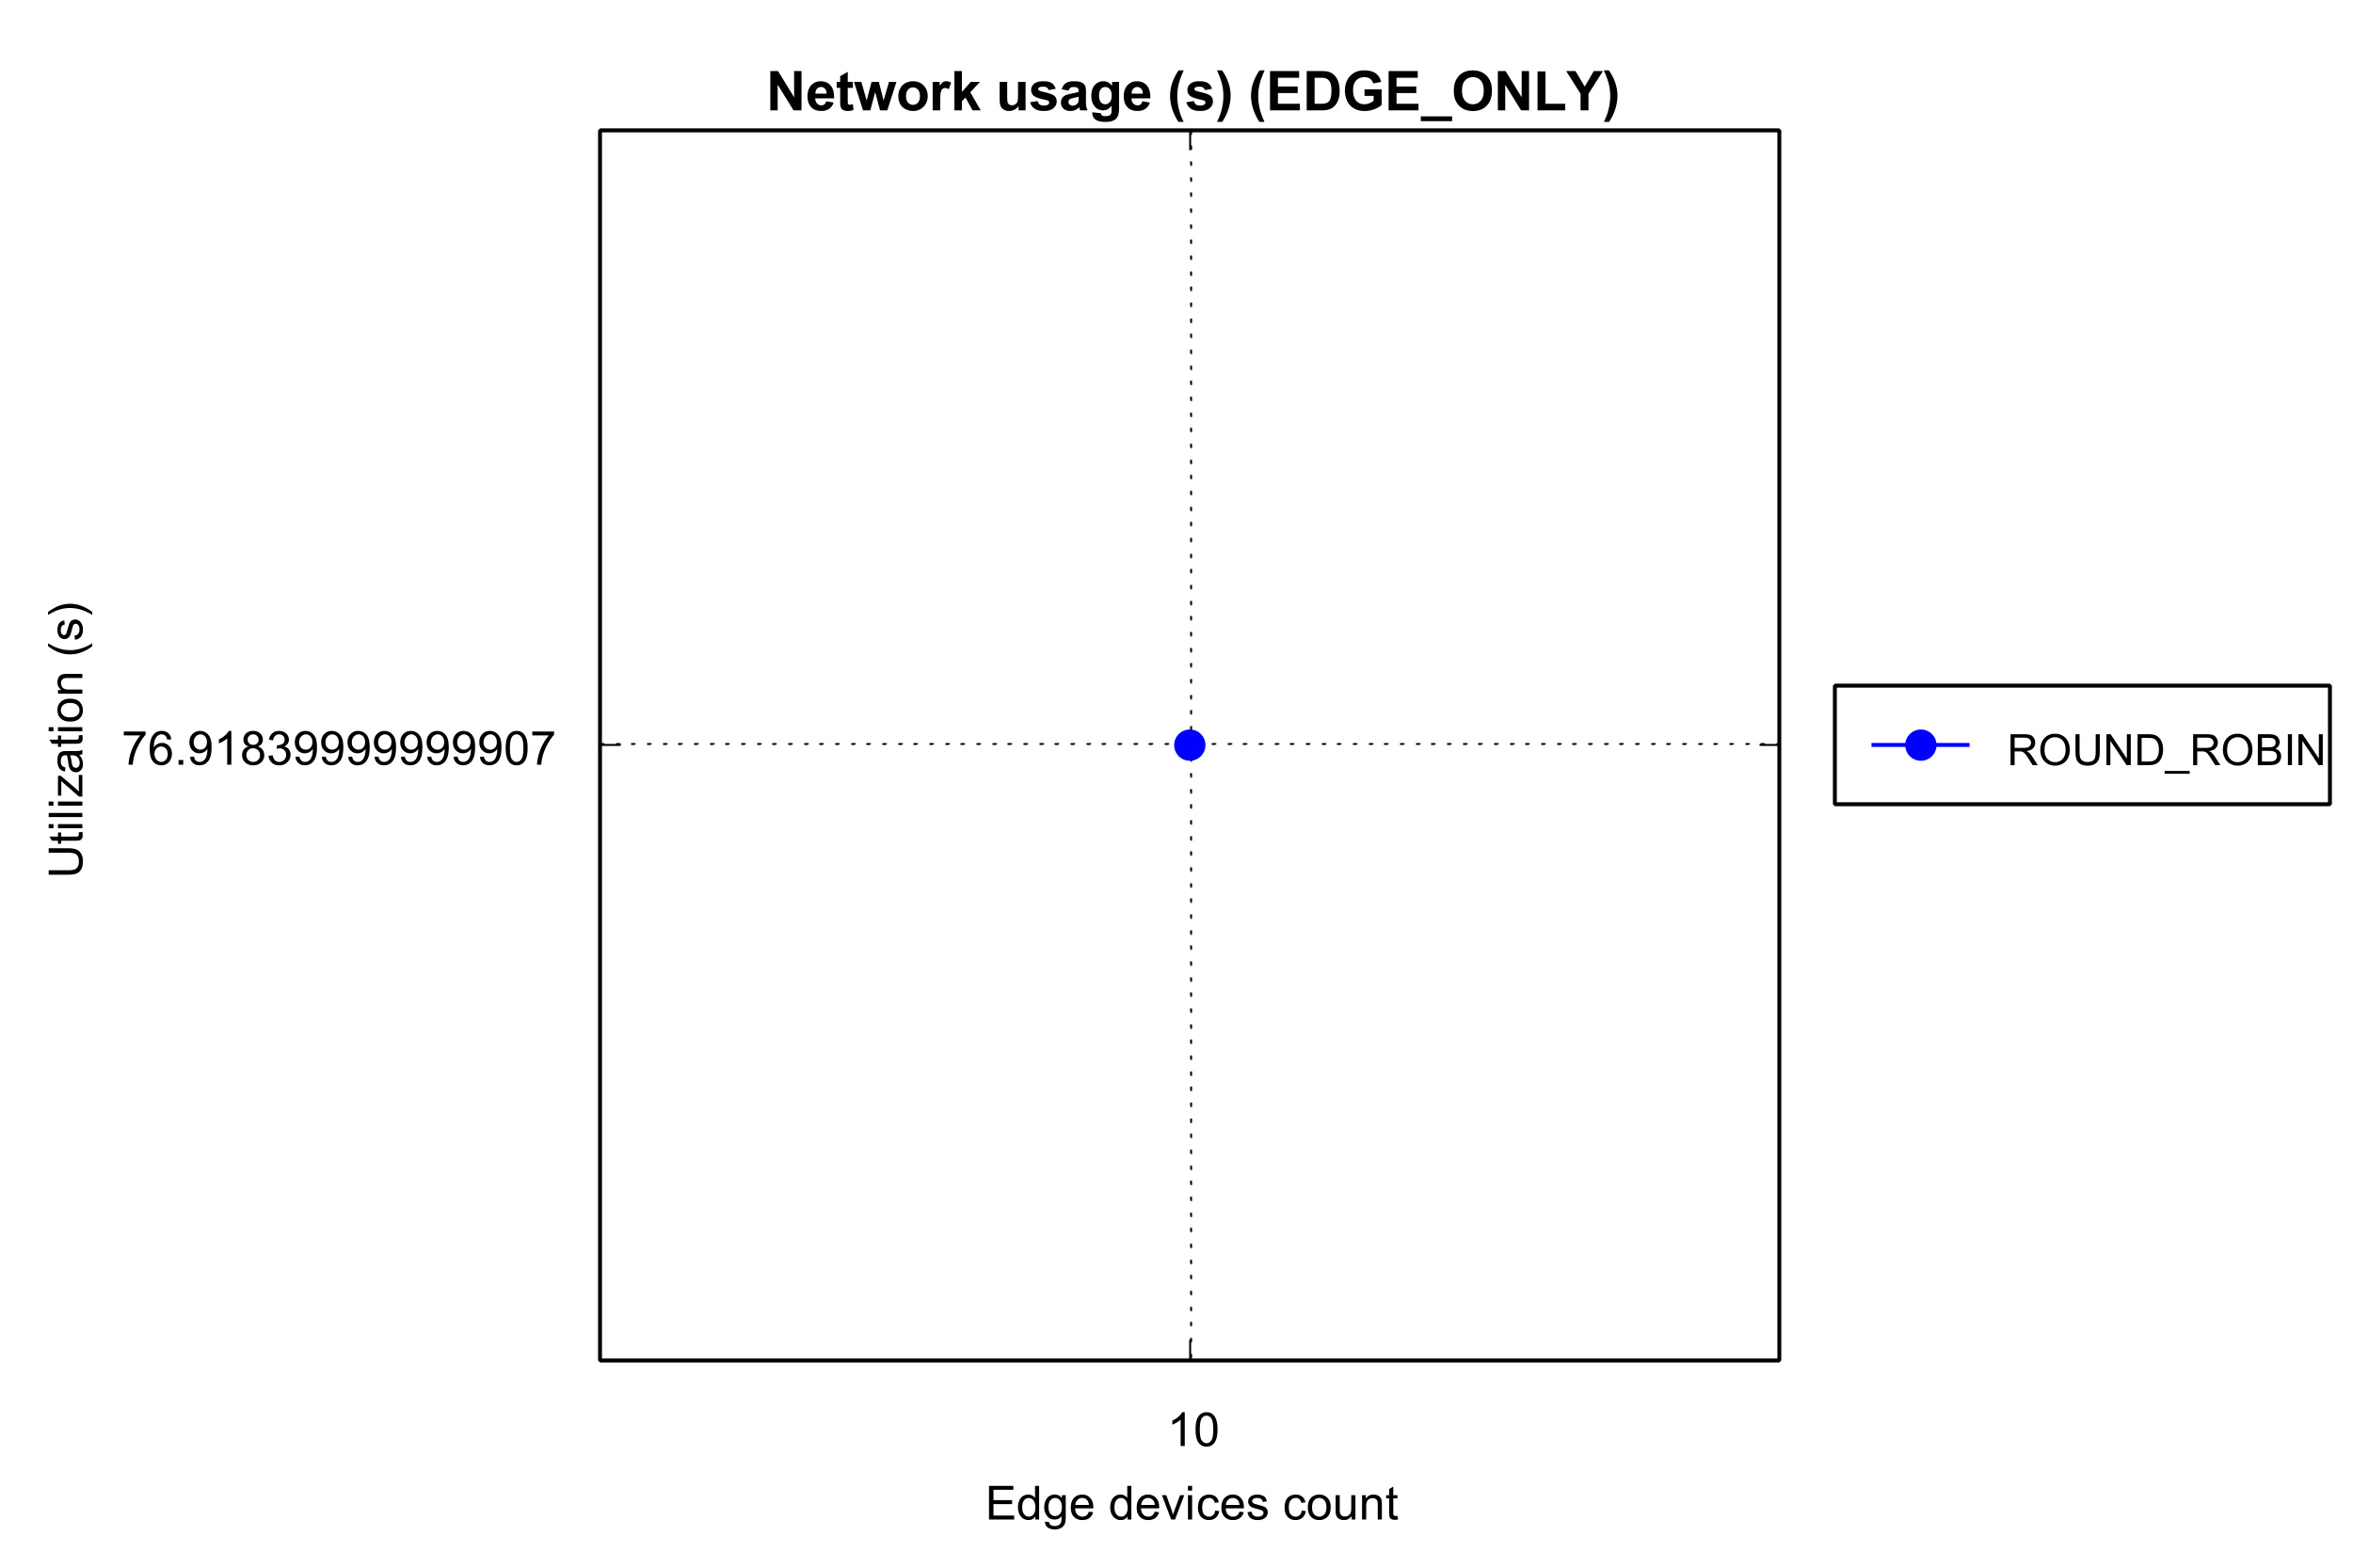 Network usage (s) (EDGE_ONLY)
Utilization (s)
76.91839999999907
ROUND_ROBIN
10
Edge devices count